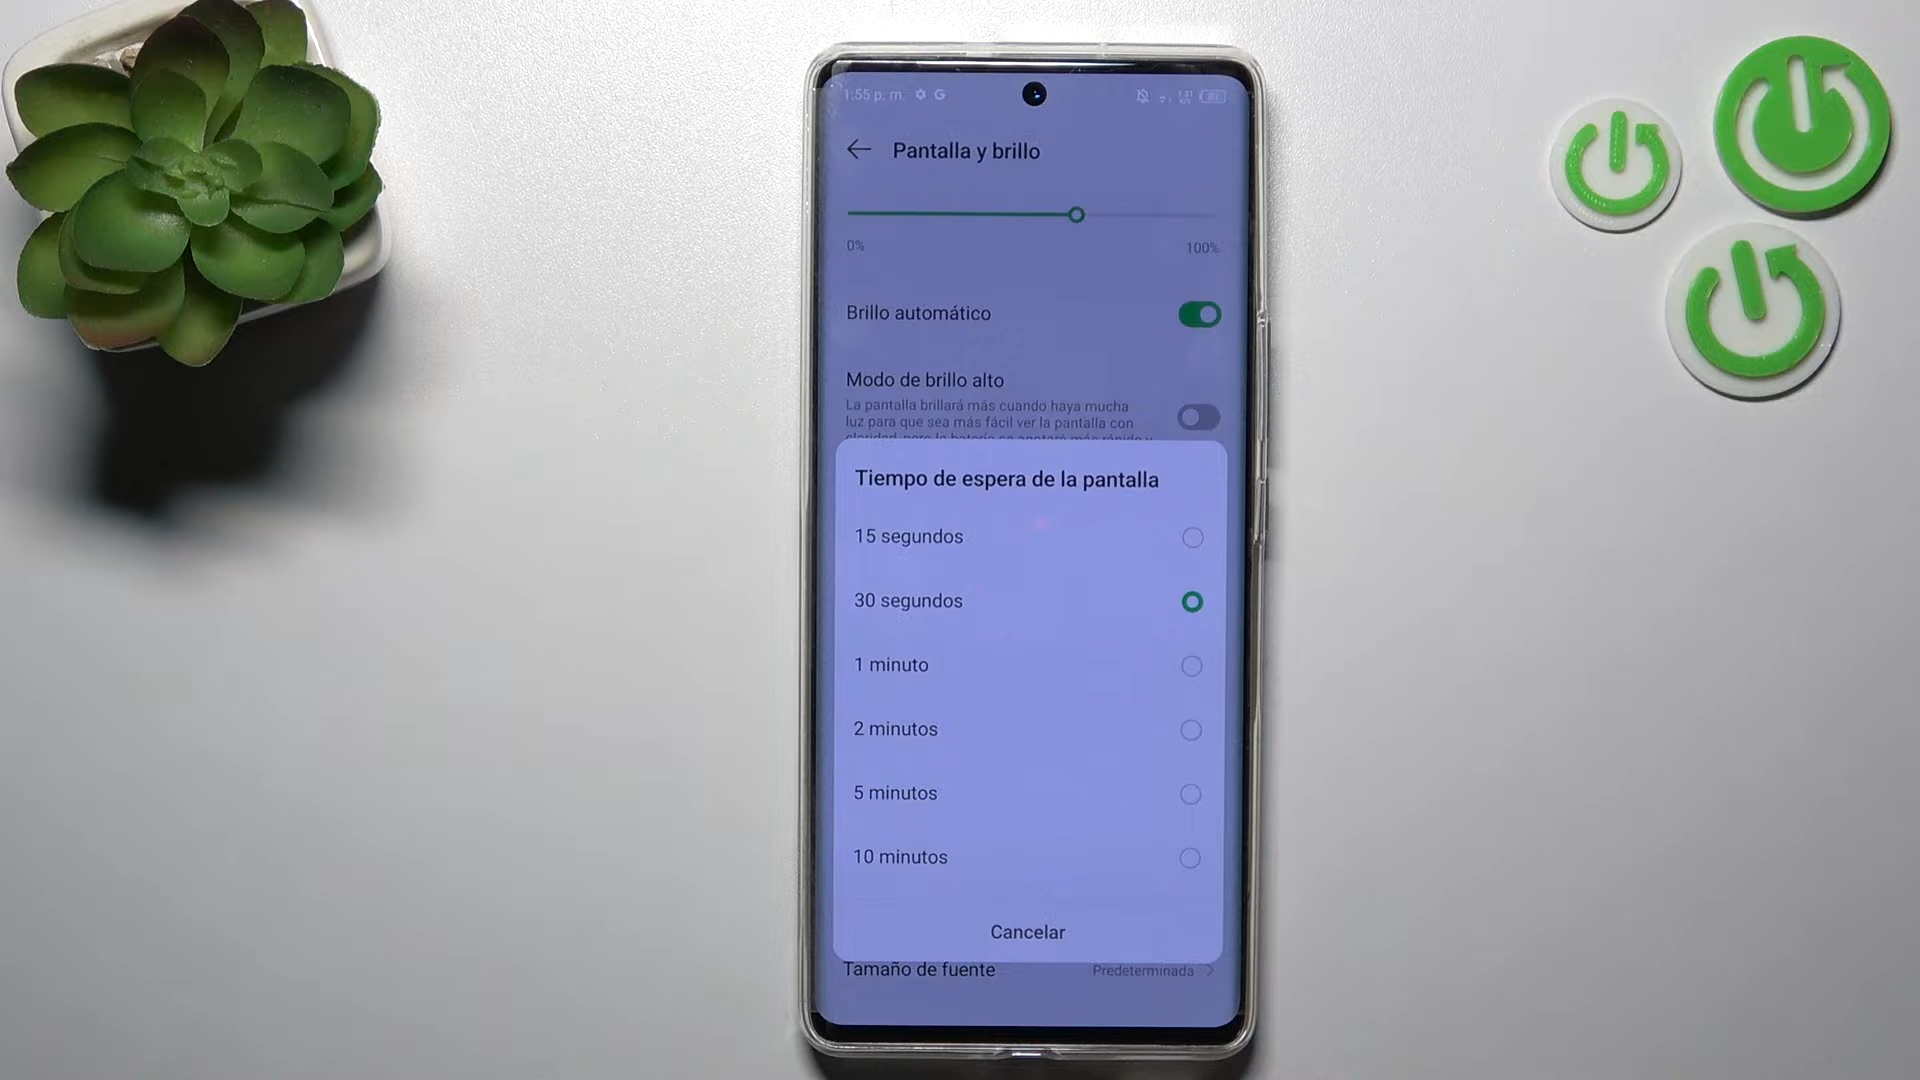 1:55 p. m.
Pantalla y brillo
0% 100%
Brillo automático
Modo de brillo alto
La pantalla brillará más cuando haya mucha
luz para que sea más fácil ver la pantalla con
Tiempo de espera de la pantalla
15 segundos
30 segundos
1 minuto
2 minutos
5 minutos
10 minutos
Cancelar
Tamaño de fuente Predeterminada